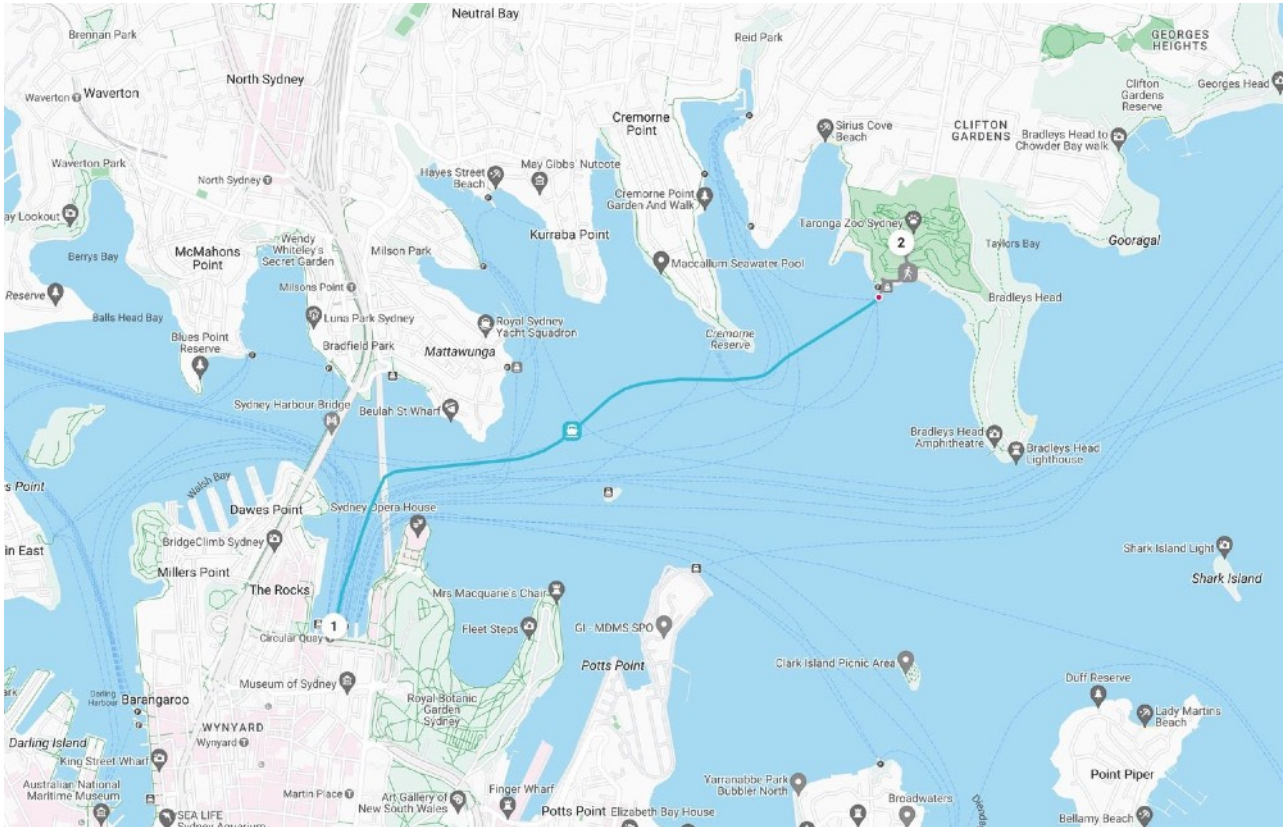 Neutral Bay
Brennan Park
Reid Park
GEORGES
HEIGHTS
North Sydney
Waverton
Waverton
Clifton
Gardens
Reserve
Georges Head
Cremorne
Point
Sirius Cove
Beach
CLIFTON
GARDENS
Bradleys Head to
Chowder Bay walk
Waverton Park
North Sydney
Hayes Street
Beach
May Gibbs' Nutcote
Cremorne Point
Garden And Walk
Taronga Zoo Sydney
2
ay Lookout
McMahons
Point
Wendy
Whiteley's
Secret Garden
Milson Park
Kurraba Point
Taylors Bay
Gooragal
Berrys Bay
Maccallum Seawater Pool
Reserve
Milsons Point
Bradleys Head
Balls Head Bay
Luna Park Sydney
Royal Sydney
Yacht Squadron
Cremorne
Reserve
Blues Point
Reserve
Bradfield Park
Mattawunga
Sydney Harbour Bridge
Beulah St Wharf
Bradleys Head
Amphitheatre
Bradleys Head
Lighthouse
Walsh Bay
s Point
Dawes Point
Sydney Opera House
BridgeClimb Sydney
in East
Millers Point
Shark Island Light
Shark Island
The Rocks
Mrs Macquarie's Chair
1
Circular Quay
Fleet Steps
GI - MDMS SPO
Potts Point
Clark Island Picnic Area
Museum of Sydney
Duff Reserve
ark
Darling
Harbour
Barangaroo
Royal Botanic
Garden
Sydney
Lady Martins
Beach
WYNYARD
Darling Island
Wynyard
King Street Wharf
Point Piper
Australian National
Maritime Museum
Martin Place
Art Gallery of
New South Wales
Finger Wharf
Yarranabbe Park
Bubbler North
Broadwaters
Potts Point
Elizabeth Bay House
SEA LIFE
Sydney Aquarium
Bellamy Beach